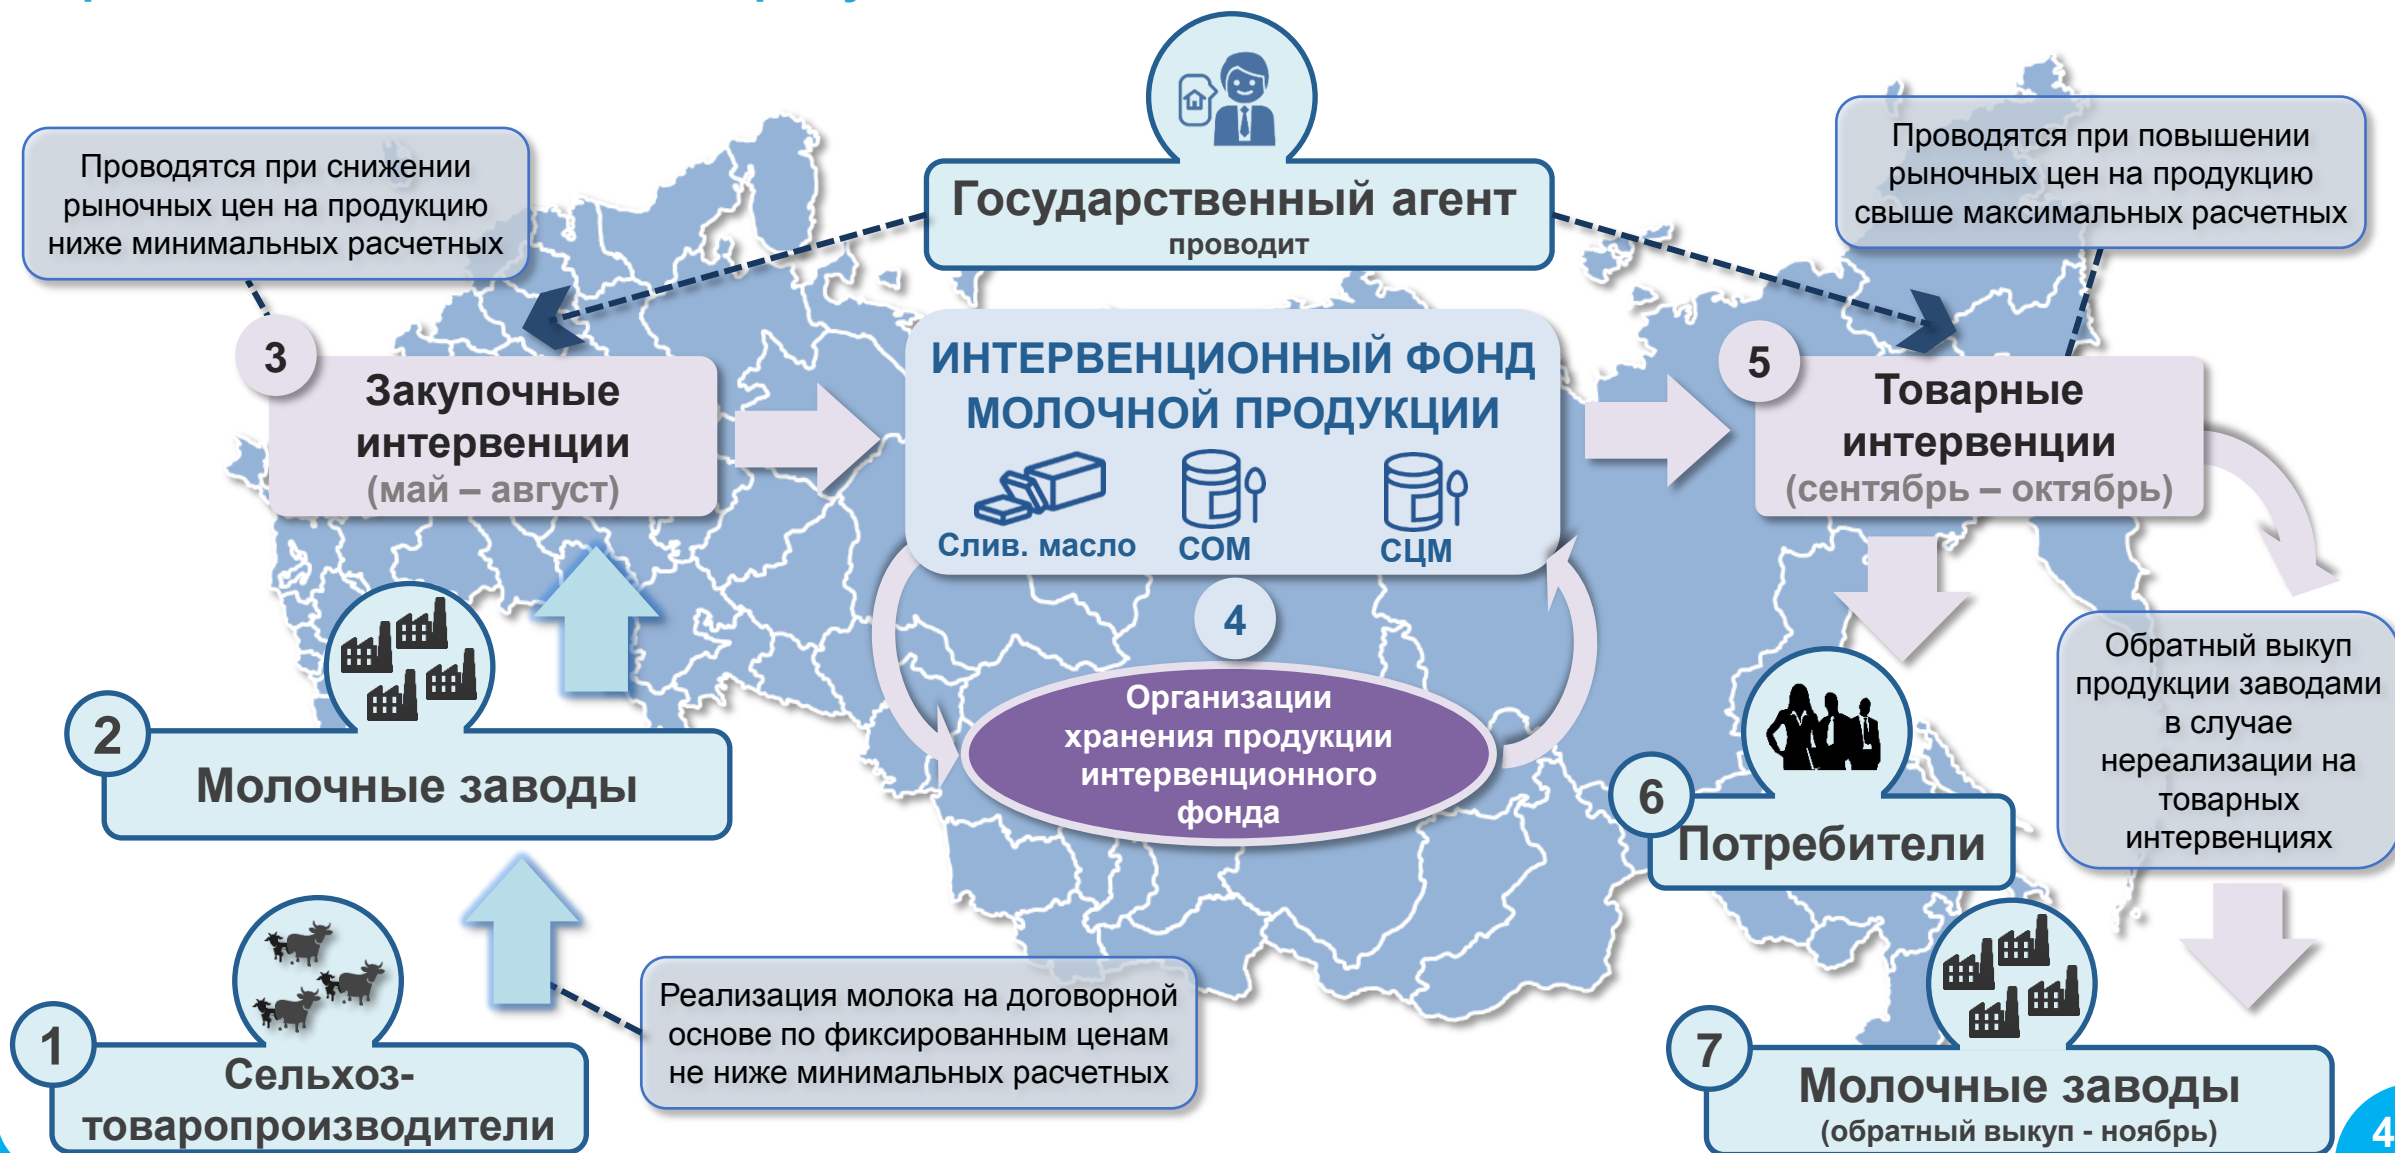 Государственный агент
проводит
Проводятся при снижении
рыночных цен на продукцию
ниже минимальных расчетных
Проводятся при повышении
рыночных цен на продукцию
свыше максимальных расчетных
3
Закупочные
интервенции
(май – август)
ИНТЕРВЕНЦИОННЫЙ ФОНД
МОЛОЧНОЙ ПРОДУКЦИИ
Слив. масло
СОМ
СЦМ
5
Товарные
интервенции
(сентябрь – октябрь)
4
Организации
хранения продукции
интервенционного
фонда
2
Молочные заводы
6
Потребители
Обратный выкуп
продукции заводами
в случае
нереализации на
товарных
интервенциях
1
Сельхоз-
товаропроизводители
Реализация молока на договорной
основе по фиксированным ценам
не ниже минимальных расчетных
7
Молочные заводы
(обратный выкуп - ноябрь)
4